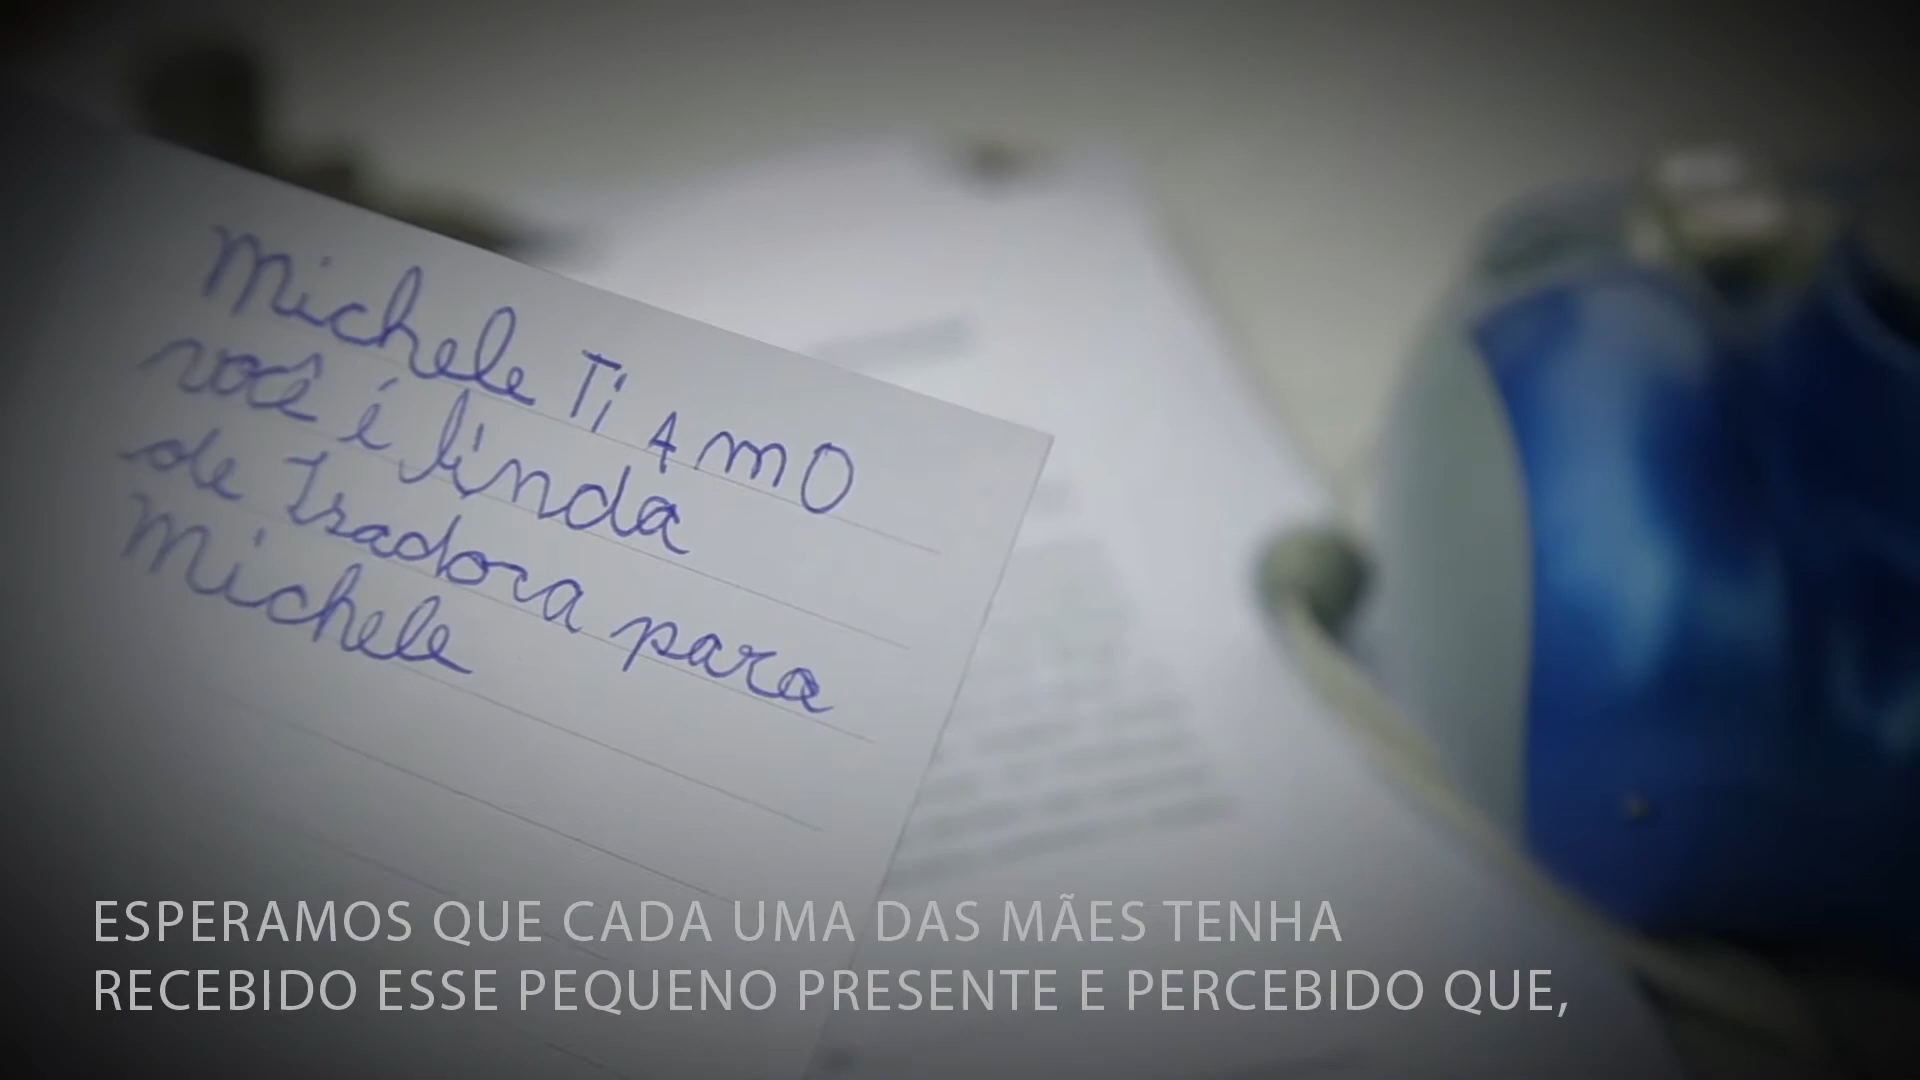 Michele Ti AmO
você é linda
de Isadora para
Michele
ESPERAMOS QUE CADA UMA DAS MÃES TENHA
RECEBIDO ESSE PEQUENO PRESENTE E PERCEBIDO QUE,